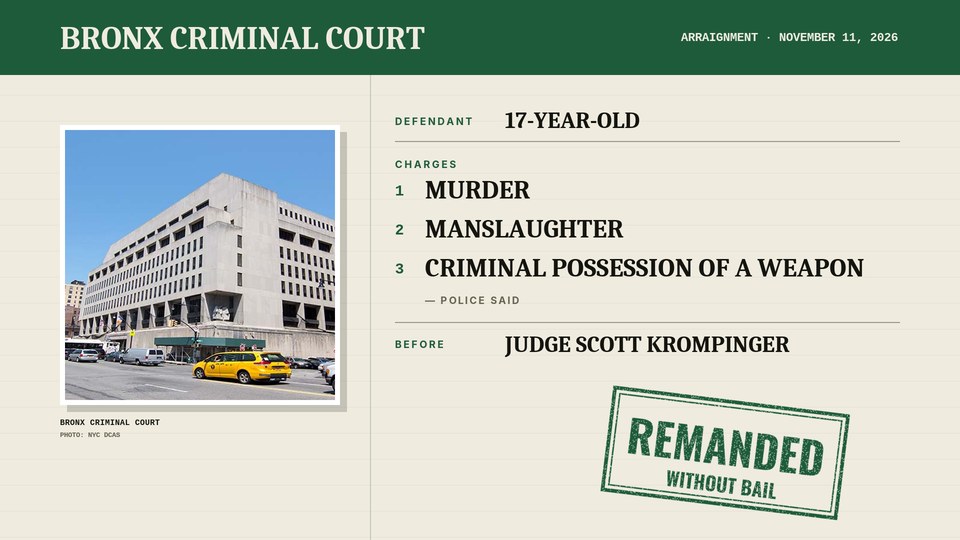 BRONX CRIMINAL COURT
ARRAIGNMENT · NOVEMBER 11, 2026
DEFENDANT 17-YEAR-OLD
CHARGES
1 MURDER
2 MANSLAUGHTER
3 CRIMINAL POSSESSION OF A WEAPON
— POLICE SAID
BEFORE JUDGE SCOTT KROMPINGER
REMANDED
WITHOUT BAIL
BRONX CRIMINAL COURT
PHOTO: NYC DCAS